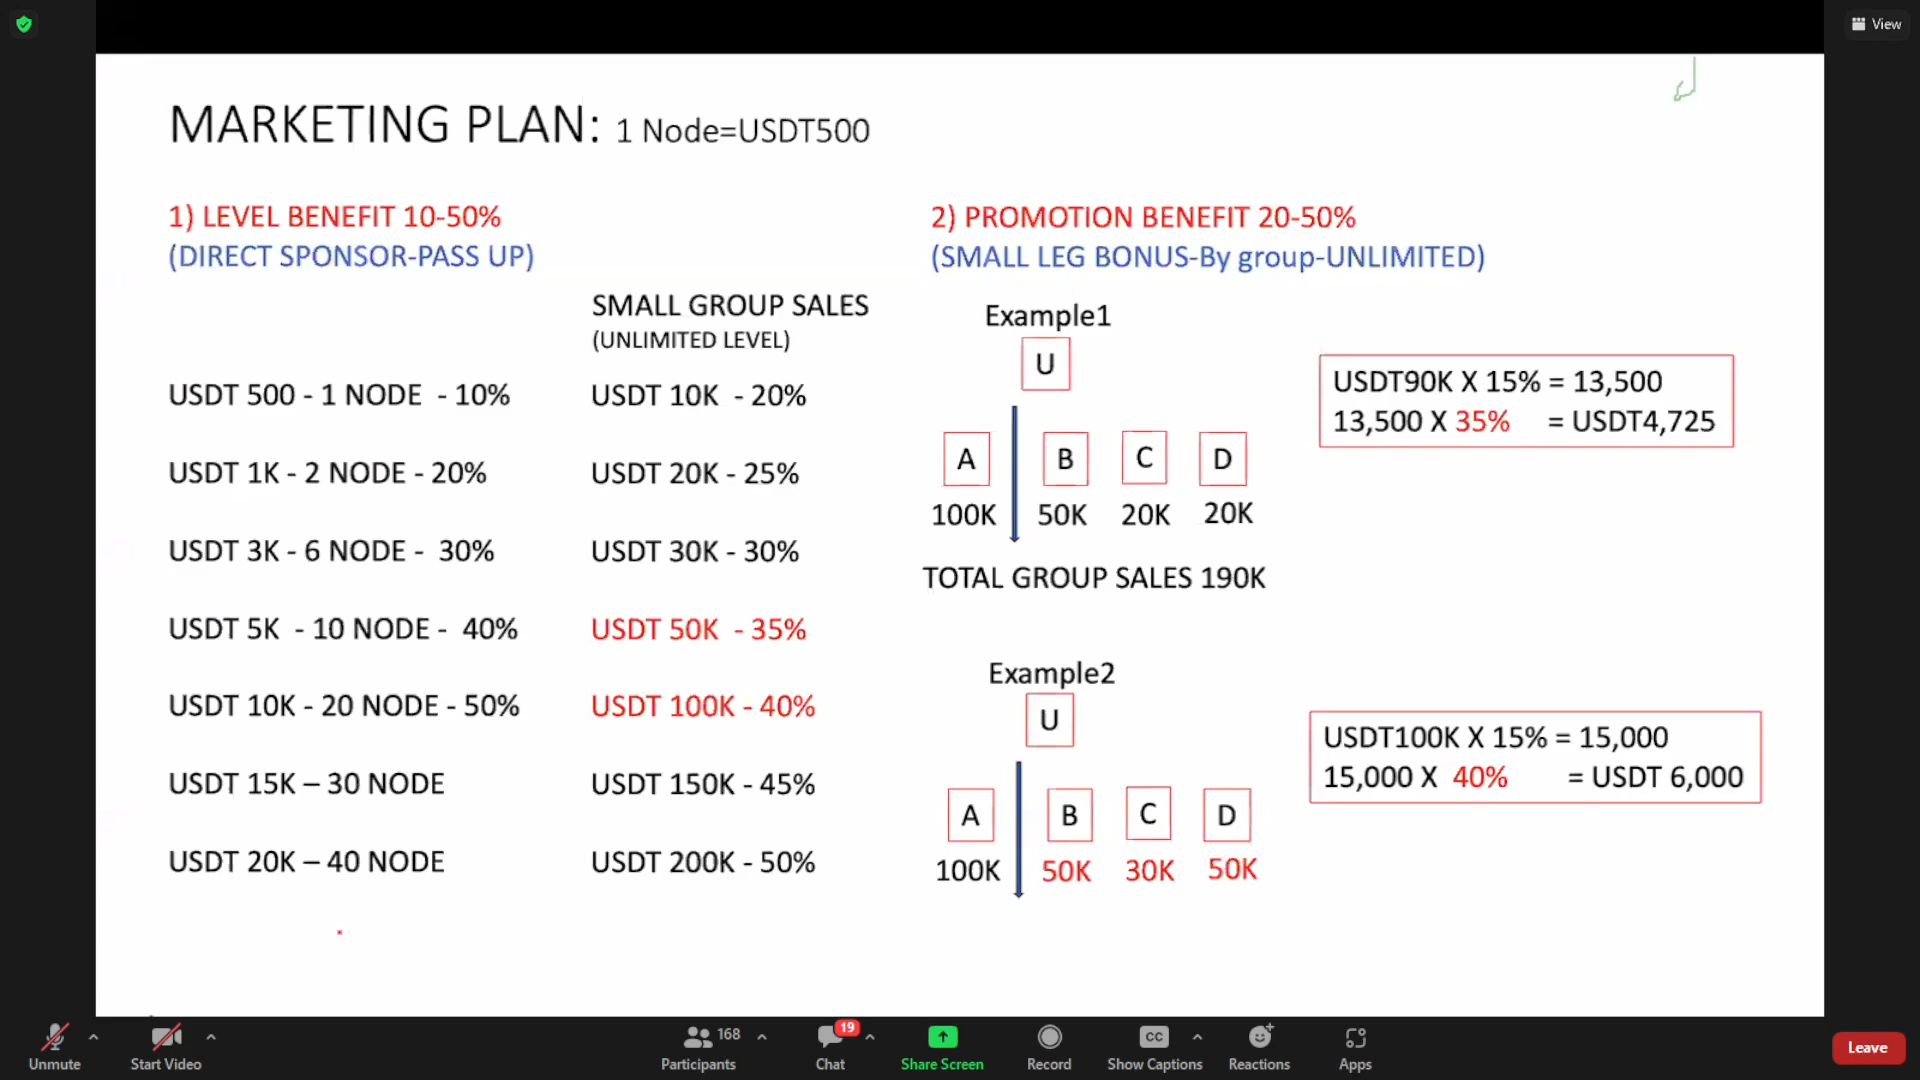 View
MARKETING PLAN: 1 Node=USDT500
1) LEVEL BENEFIT 10-50%
(DIRECT SPONSOR-PASS UP)
SMALL GROUP SALES
(UNLIMITED LEVEL)
USDT 500 - 1 NODE - 10%
USDT 10K - 20%
USDT 1K - 2 NODE - 20%
USDT 20K - 25%
USDT 3K - 6 NODE - 30%
USDT 30K - 30%
USDT 5K - 10 NODE - 40%
USDT 50K - 35%
USDT 10K - 20 NODE - 50%
USDT 100K - 40%
USDT 15K – 30 NODE
USDT 150K - 45%
USDT 20K – 40 NODE
USDT 200K - 50%
2) PROMOTION BENEFIT 20-50%
(SMALL LEG BONUS-By group-UNLIMITED)
Example1
U
A B C D
100K 50K 20K 20K
TOTAL GROUP SALES 190K
USDT90K X 15% = 13,500
13,500 X 35% = USDT4,725
Example2
U
A B C D
100K 50K 30K 50K
USDT100K X 15% = 15,000
15,000 X 40% = USDT 6,000
Unmute
Start Video
168
Participants
19
Chat
Share Screen
Record
CC
Show Captions
Reactions
Apps
Leave